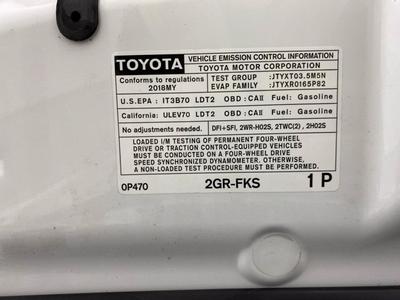 TOYOTA
VEHICLE EMISSION CONTROL INFORMATION
TOYOTA MOTOR CORPORATION
Conforms to regulations
2018MY
TEST GROUP :JTYXT03.5M5N
EVAP FAMILY :JTYXR0165P82
U.S.EPA : IT3B70 LDT2 OBD:CAII Fuel: Gasoline
California: ULEV70 LDT2 OBD:CAII Fuel: Gasoline
No adjustments needed. DFI+SFI, 2WR-HO2S, 2TWC(2), 2HO2S
LOADED I/M TESTING OF PERMANENT FOUR-WHEEL
DRIVE OR TRACTION CONTROL-EQUIPPED VEHICLES
MUST BE CONDUCTED ON A FOUR-WHEEL DRIVE
SPEED SYNCHRONIZED DYNAMOMETER. OTHERWISE,
A NON-LOADED TEST PROCEDURE MUST BE PERFORMED.
0P470 2GR-FKS 1 P